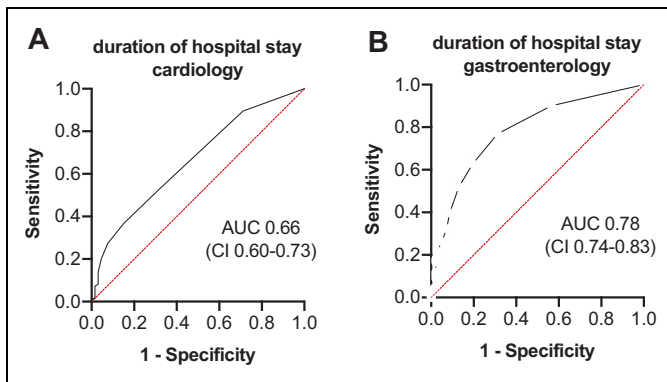 A
duration of hospital stay
cardiology
1.0
0.8
0.6
0.4
0.2
0.0
0.0 0.2 0.4 0.6 0.8 1.0
Sensitivity
1 - Specificity
AUC 0.66
(CI 0.60-0.73)
B
duration of hospital stay
gastroenterology
1.0
0.8
0.6
0.4
0.2
0.0
0.0 0.2 0.4 0.6 0.8 1.0
Sensitivity
1 - Specificity
AUC 0.78
(CI 0.74-0.83)